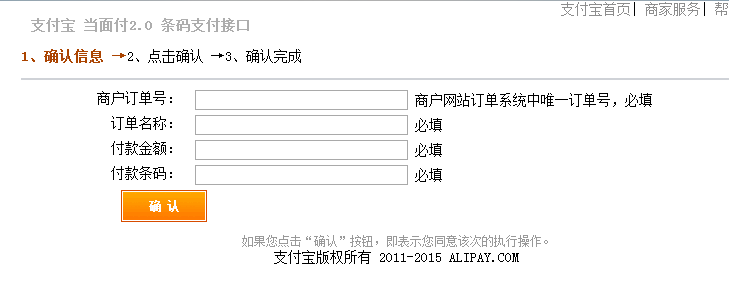 支付宝首页| 商家服务| 帮
支付宝 当面付2.0 条码支付接口
1、确认信息 →2、点击确认 →3、确认完成
商户订单号： 商户网站订单系统中唯一订单号，必填
订单名称： 必填
付款金额： 必填
付款条码： 必填
确 认
如果您点击“确认”按钮，即表示您同意该次的执行操作。
支付宝版权所有 2011-2015 ALIPAY.COM